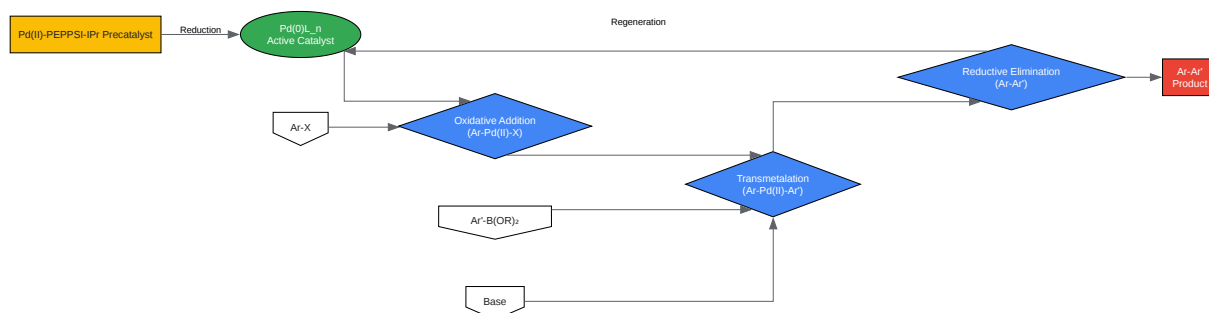 Regeneration
Pd(II)-PEPPSI-IPr Precatalyst
Reduction
Pd(0)L_n
Active Catalyst
Reductive Elimination
(Ar-Ar')
Ar-Ar'
Product
Ar-X
Oxidative Addition
(Ar-Pd(II)-X)
Transmetalation
(Ar-Pd(II)-Ar')
Ar'-B(OR)₂
Base